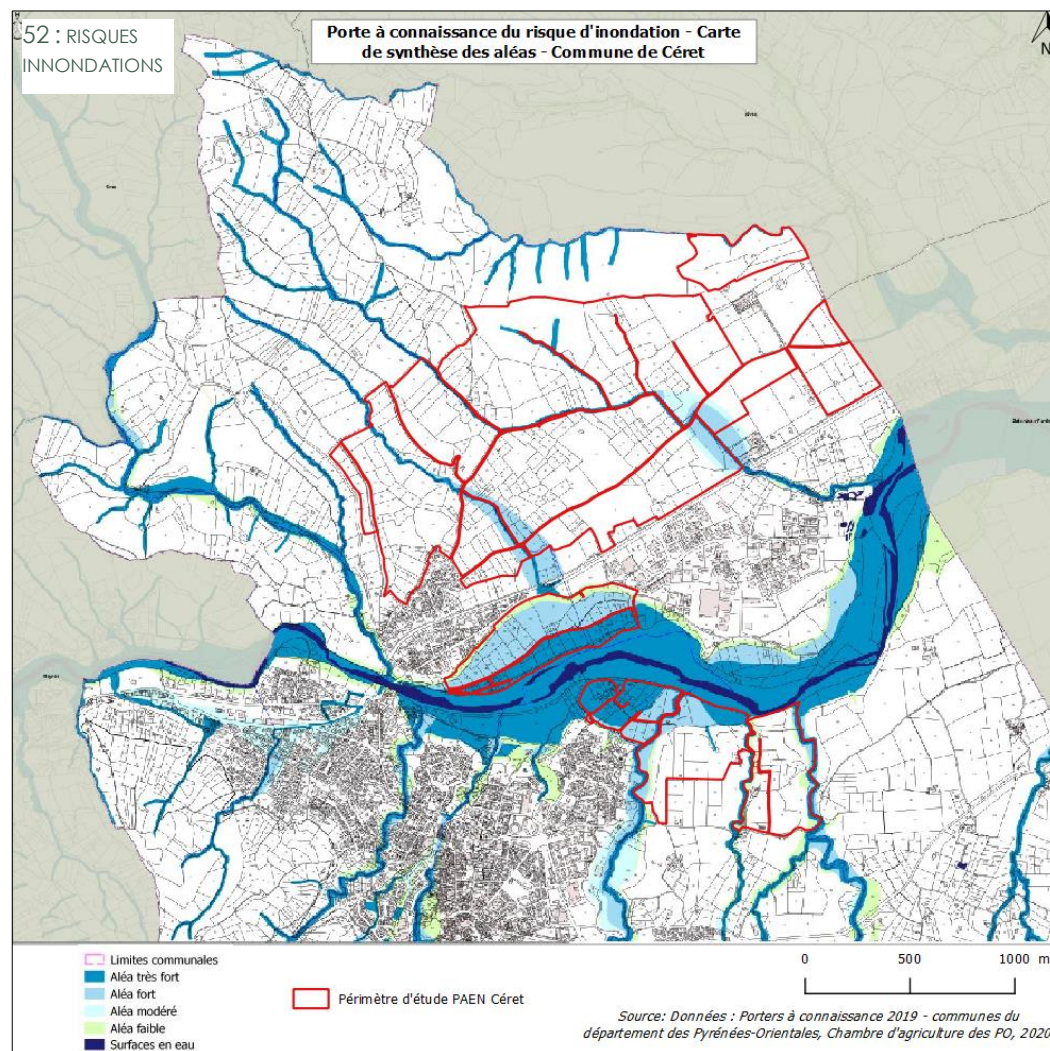 52 : RISQUES
INNONDATIONS
Porte à connaissance du risque d'inondation - Carte
de synthèse des aléas - Commune de Céret
N
Limites communales
Aléa très fort
Aléa fort
Aléa modéré
Aléa faible
Surfaces en eau
Périmètre d'étude PAEN Céret
0 500 1000 m
Source: Données : Porters à connaissance 2019 - communes du
département des Pyrénées-Orientales, Chambre d'agriculture des PO, 2020